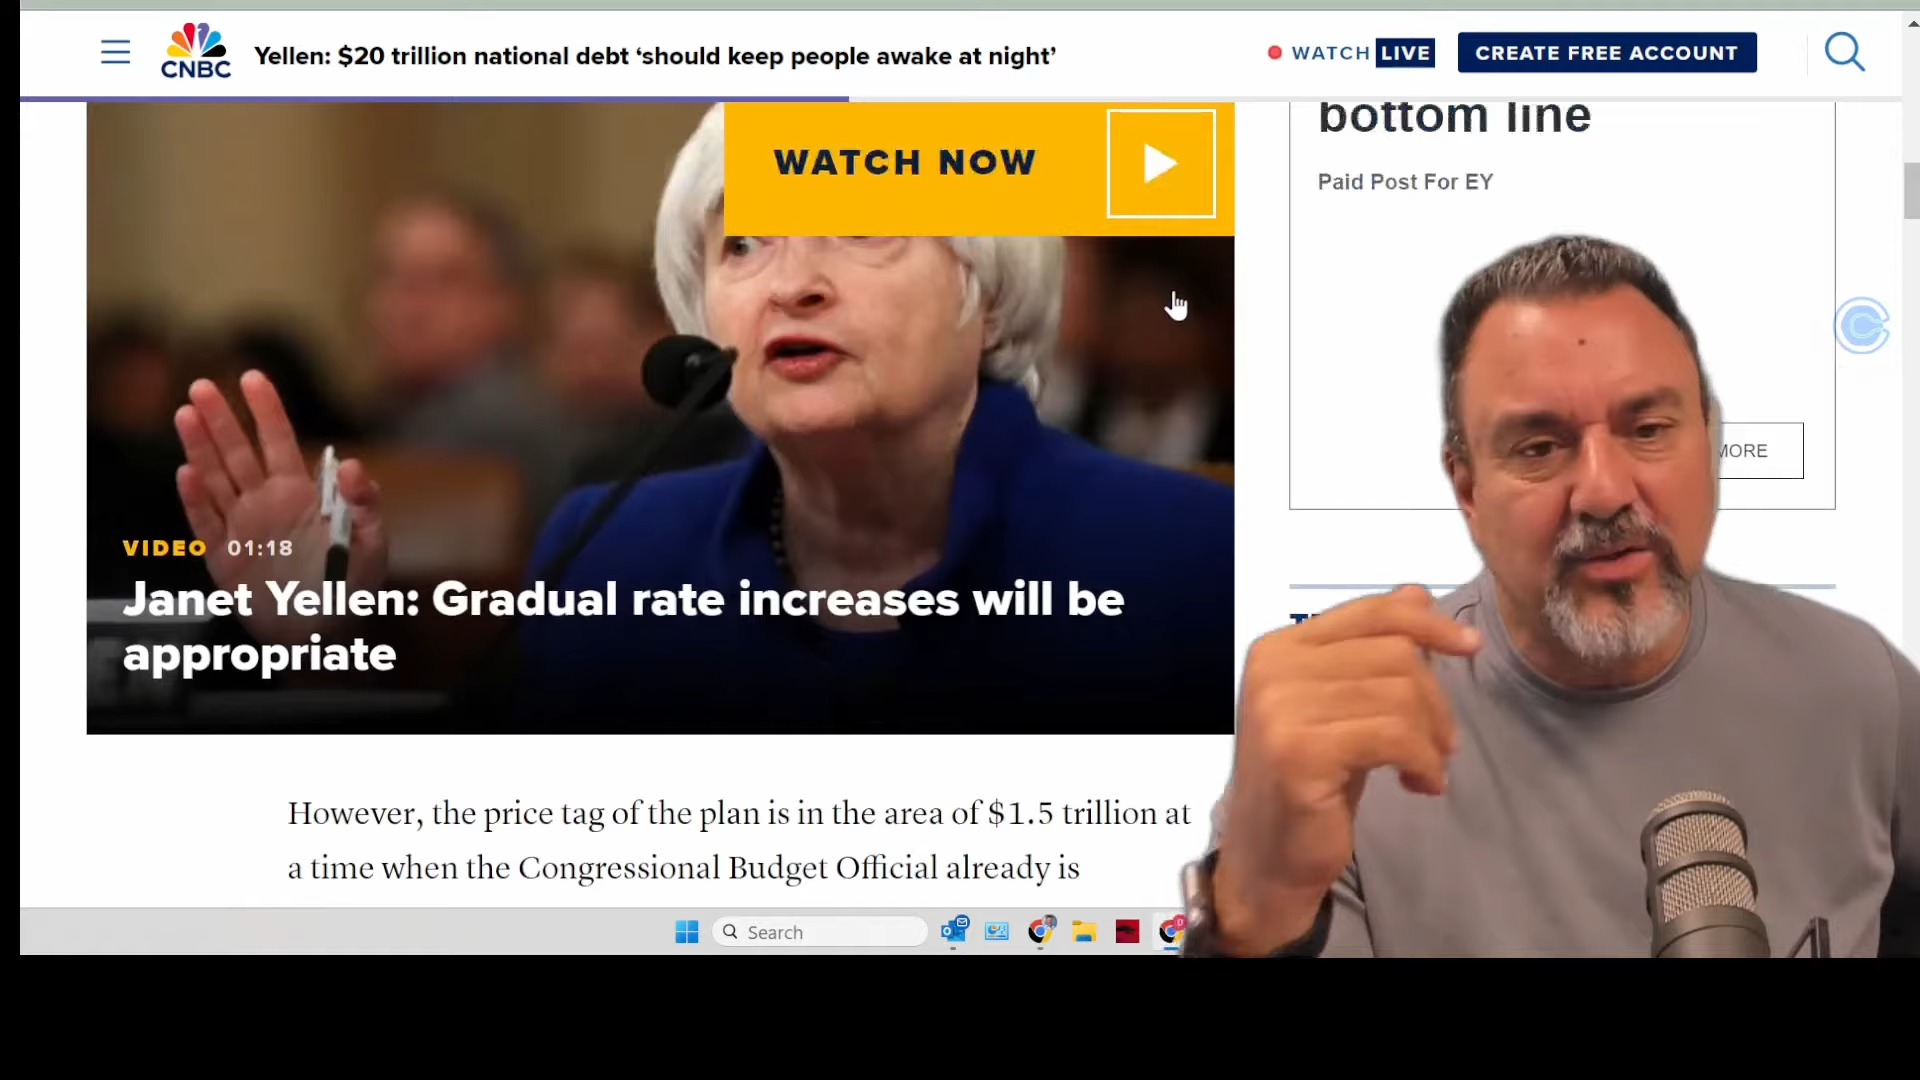 CNBC
Yellen: $20 trillion national debt ‘should keep people awake at night’
WATCH LIVE
CREATE FREE ACCOUNT
WATCH NOW
bottom line
Paid Post For EY
MORE
VIDEO 01:18
Janet Yellen: Gradual rate increases will be
appropriate
However, the price tag of the plan is in the area of $1.5 trillion at
a time when the Congressional Budget Official already is
Search